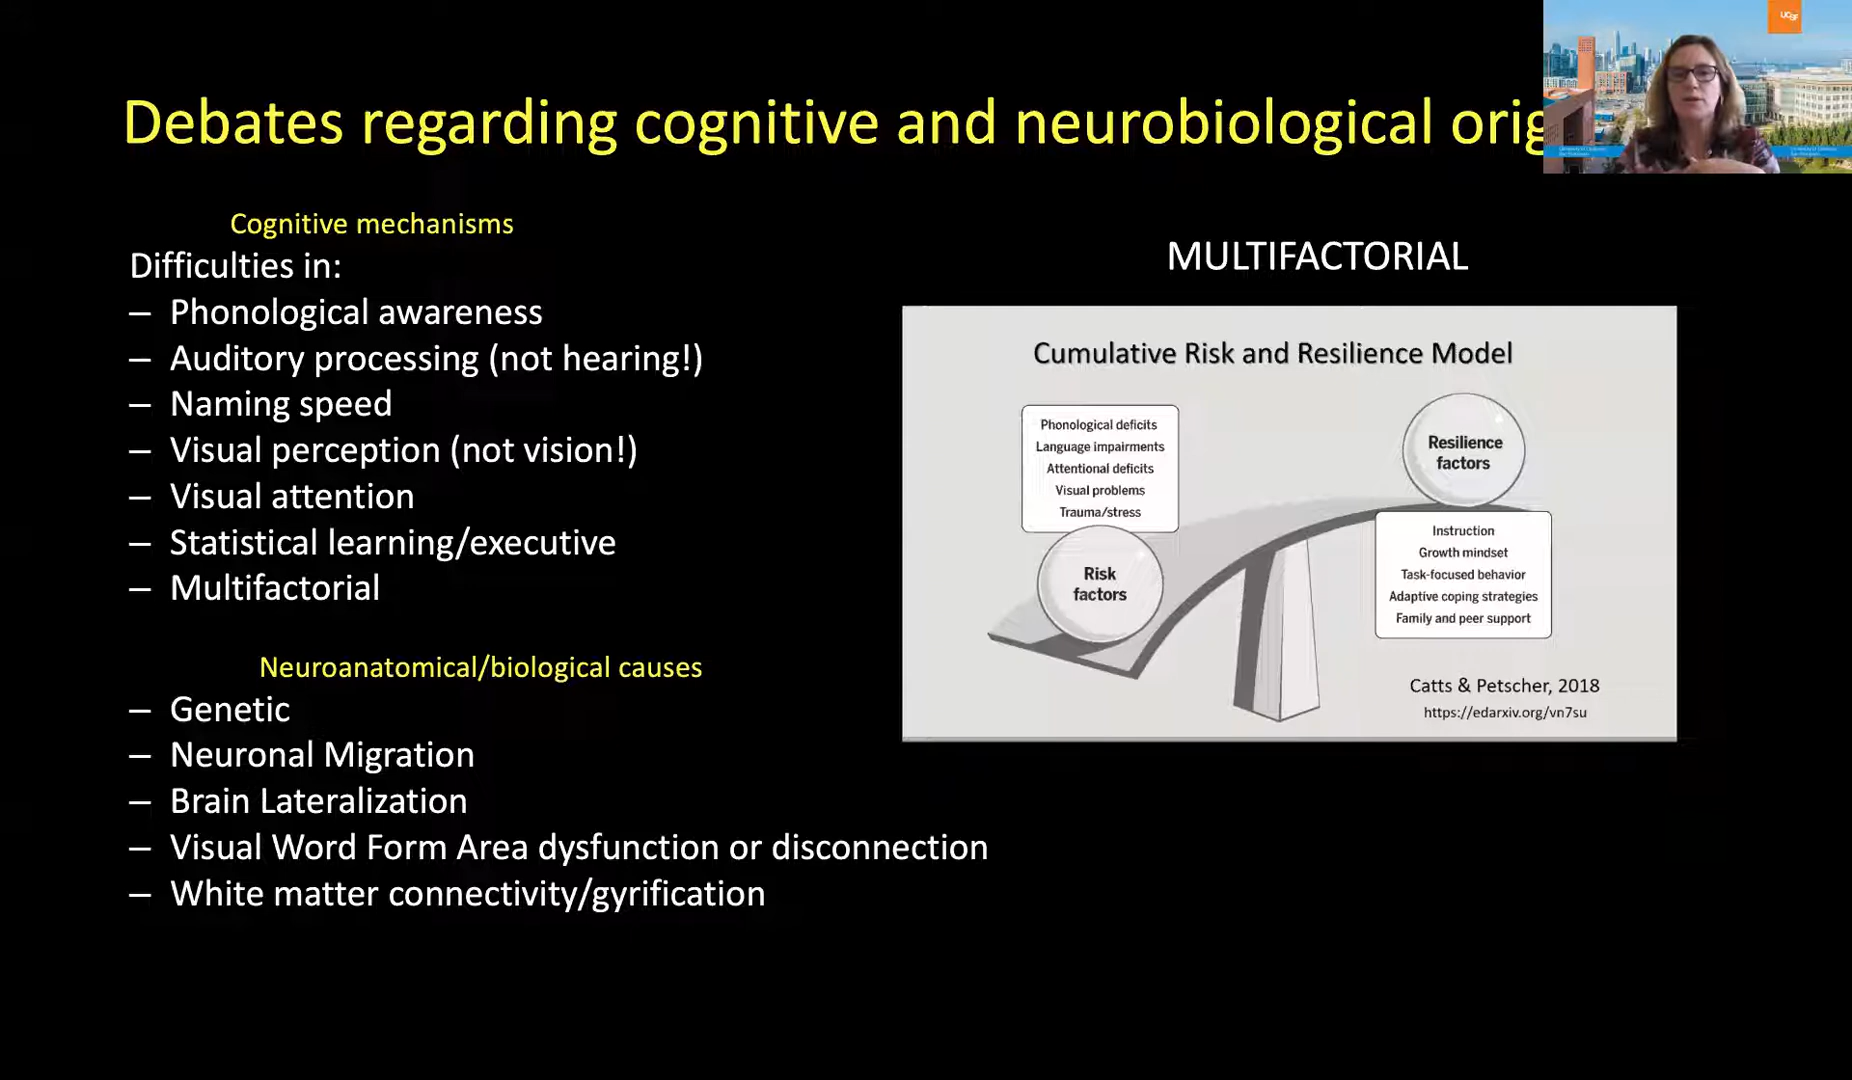 Debates regarding cognitive and neurobiological orig
Cognitive mechanisms
Difficulties in:
– Phonological awareness
– Auditory processing (not hearing!)
– Naming speed
– Visual perception (not vision!)
– Visual attention
– Statistical learning/executive
– Multifactorial
Neuroanatomical/biological causes
– Genetic
– Neuronal Migration
– Brain Lateralization
– Visual Word Form Area dysfunction or disconnection
– White matter connectivity/gyrification
MULTIFACTORIAL
Cumulative Risk and Resilience Model
Phonological deficits
Language impairments
Attentional deficits
Visual problems
Trauma/stress
Risk
factors
Resilience
factors
Instruction
Growth mindset
Task-focused behavior
Adaptive coping strategies
Family and peer support
Catts & Petscher, 2018
https://edarxiv.org/vn7su